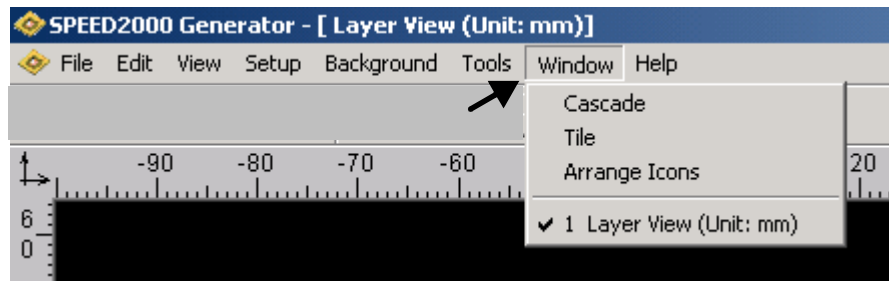 SPEED2000 Generator - [ Layer View (Unit: mm)]
File Edit View Setup Background Tools Window Help
Cascade
Tile
Arrange Icons
1 Layer View (Unit: mm)
-90 -80 -70 -60 20
6
0